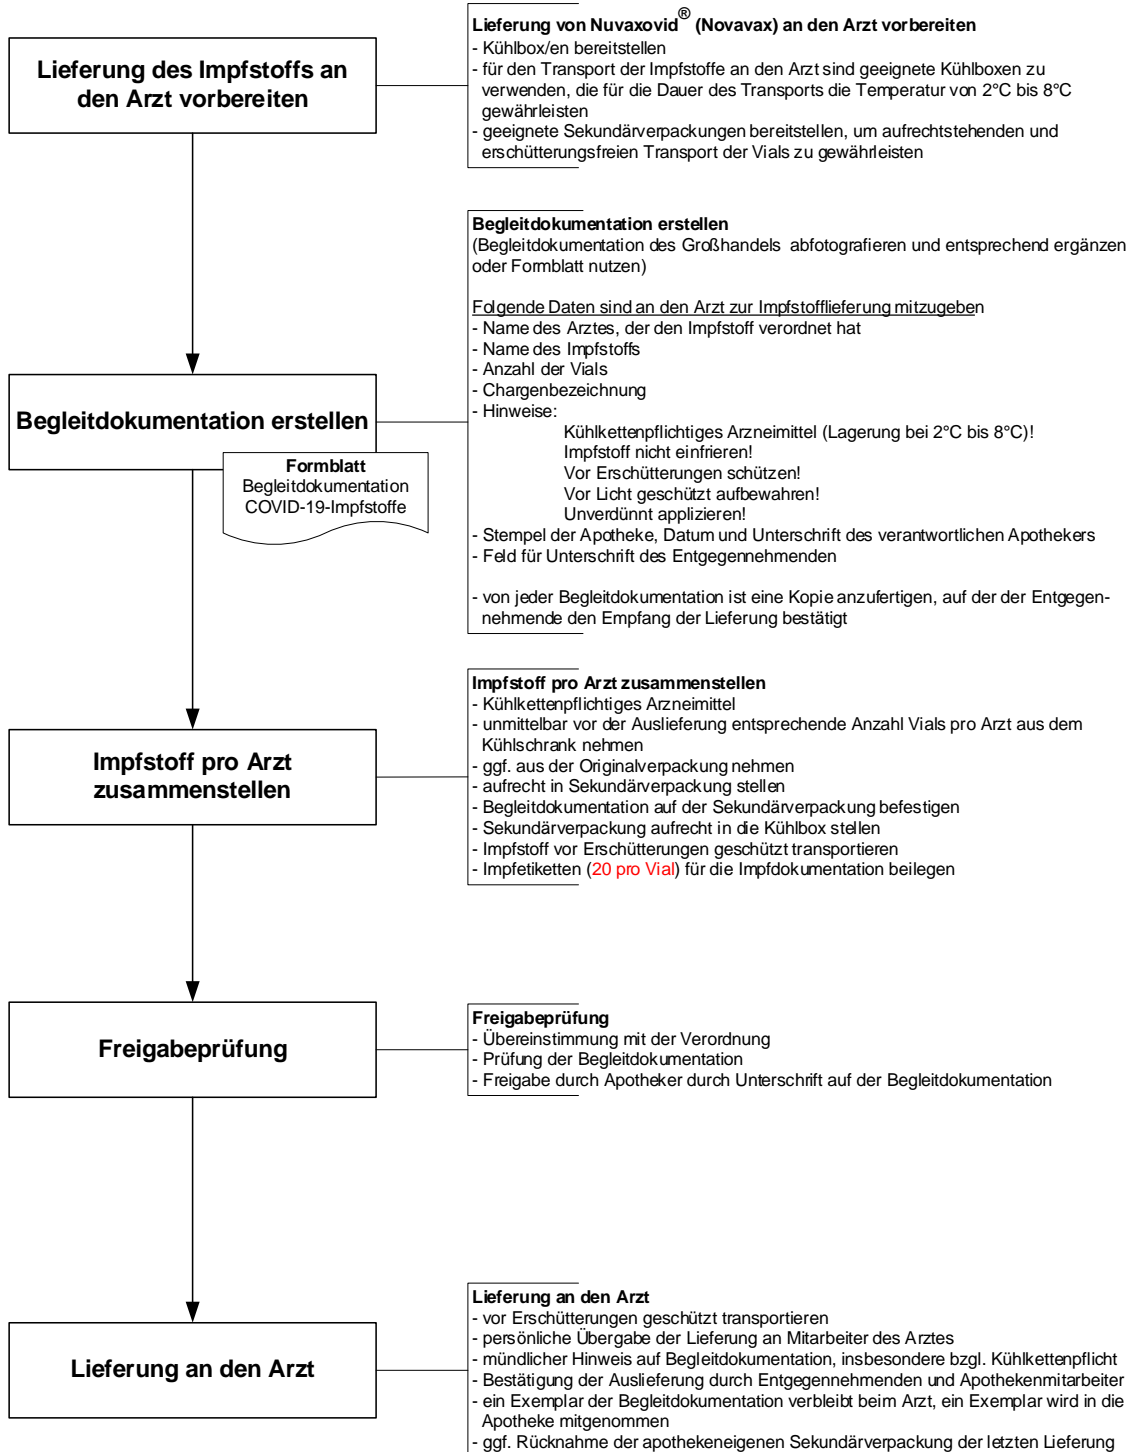 Lieferung des Impfstoffs an
den Arzt vorbereiten
Lieferung von Nuvaxovid® (Novavax) an den Arzt vorbereiten
- Kühlbox/en bereitstellen
- für den Transport der Impfstoffe an den Arzt sind geeignete Kühlboxen zu
verwenden, die für die Dauer des Transports die Temperatur von 2°C bis 8°C
gewährleisten
- geeignete Sekundärverpackungen bereitstellen, um aufrechtstehenden und
erschütterungsfreien Transport der Vials zu gewährleisten
Begleitdokumentation erstellen
Formblatt
Begleitdokumentation
COVID-19-Impfstoffe
Begleitdokumentation erstellen
(Begleitdokumentation des Großhandels abfotografieren und entsprechend ergänzen
oder Formblatt nutzen)
Folgende Daten sind an den Arzt zur Impfstofflieferung mitzugeben
- Name des Arztes, der den Impfstoff verordnet hat
- Name des Impfstoffs
- Anzahl der Vials
- Chargenbezeichnung
- Hinweise:
Kühlkettenpflichtiges Arzneimittel (Lagerung bei 2°C bis 8°C)!
Impfstoff nicht einfrieren!
Vor Erschütterungen schützen!
Vor Licht geschützt aufbewahren!
Unverdünnt applizieren!
- Stempel der Apotheke, Datum und Unterschrift des verantwortlichen Apothekers
- Feld für Unterschrift des Entgegennehmenden
- von jeder Begleitdokumentation ist eine Kopie anzufertigen, auf der der Entgegen-
nehmende den Empfang der Lieferung bestätigt
Impfstoff pro Arzt
zusammenstellen
Impfstoff pro Arzt zusammenstellen
- Kühlkettenpflichtiges Arzneimittel
- unmittelbar vor der Auslieferung entsprechende Anzahl Vials pro Arzt aus dem
Kühlschrank nehmen
- ggf. aus der Originalverpackung nehmen
- aufrecht in Sekundärverpackung stellen
- Begleitdokumentation auf der Sekundärverpackung befestigen
- Sekundärverpackung aufrecht in die Kühlbox stellen
- Impfstoff vor Erschütterungen geschützt transportieren
- Impfetiketten (20 pro Vial) für die Impfdokumentation beilegen
Freigabeprüfung
Freigabeprüfung
- Übereinstimmung mit der Verordnung
- Prüfung der Begleitdokumentation
- Freigabe durch Apotheker durch Unterschrift auf der Begleitdokumentation
Lieferung an den Arzt
Lieferung an den Arzt
- vor Erschütterungen geschützt transportieren
- persönliche Übergabe der Lieferung an Mitarbeiter des Arztes
- mündlicher Hinweis auf Begleitdokumentation, insbesondere bzgl. Kühlkettenpflicht
- Bestätigung der Auslieferung durch Entgegennehmenden und Apothekenmitarbeiter
- ein Exemplar der Begleitdokumentation verbleibt beim Arzt, ein Exemplar wird in die
Apotheke mitgenommen
- ggf. Rücknahme der apothekeneigenen Sekundärverpackung der letzten Lieferung